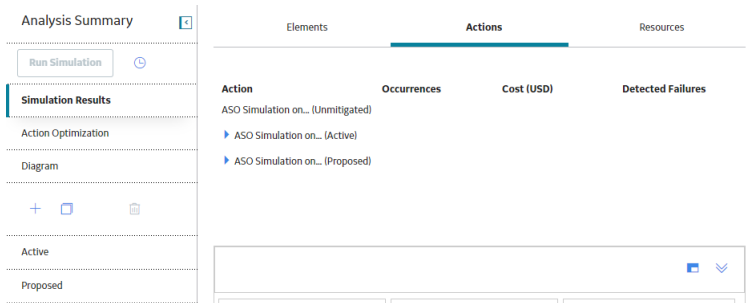 Analysis Summary
Elements Actions Resources
Run Simulation
Action Occurrences Cost (USD) Detected Failures
Simulation Results
ASO Simulation on... (Unmitigated)
Action Optimization
ASO Simulation on... (Active)
Diagram
ASO Simulation on... (Proposed)
Active
Proposed